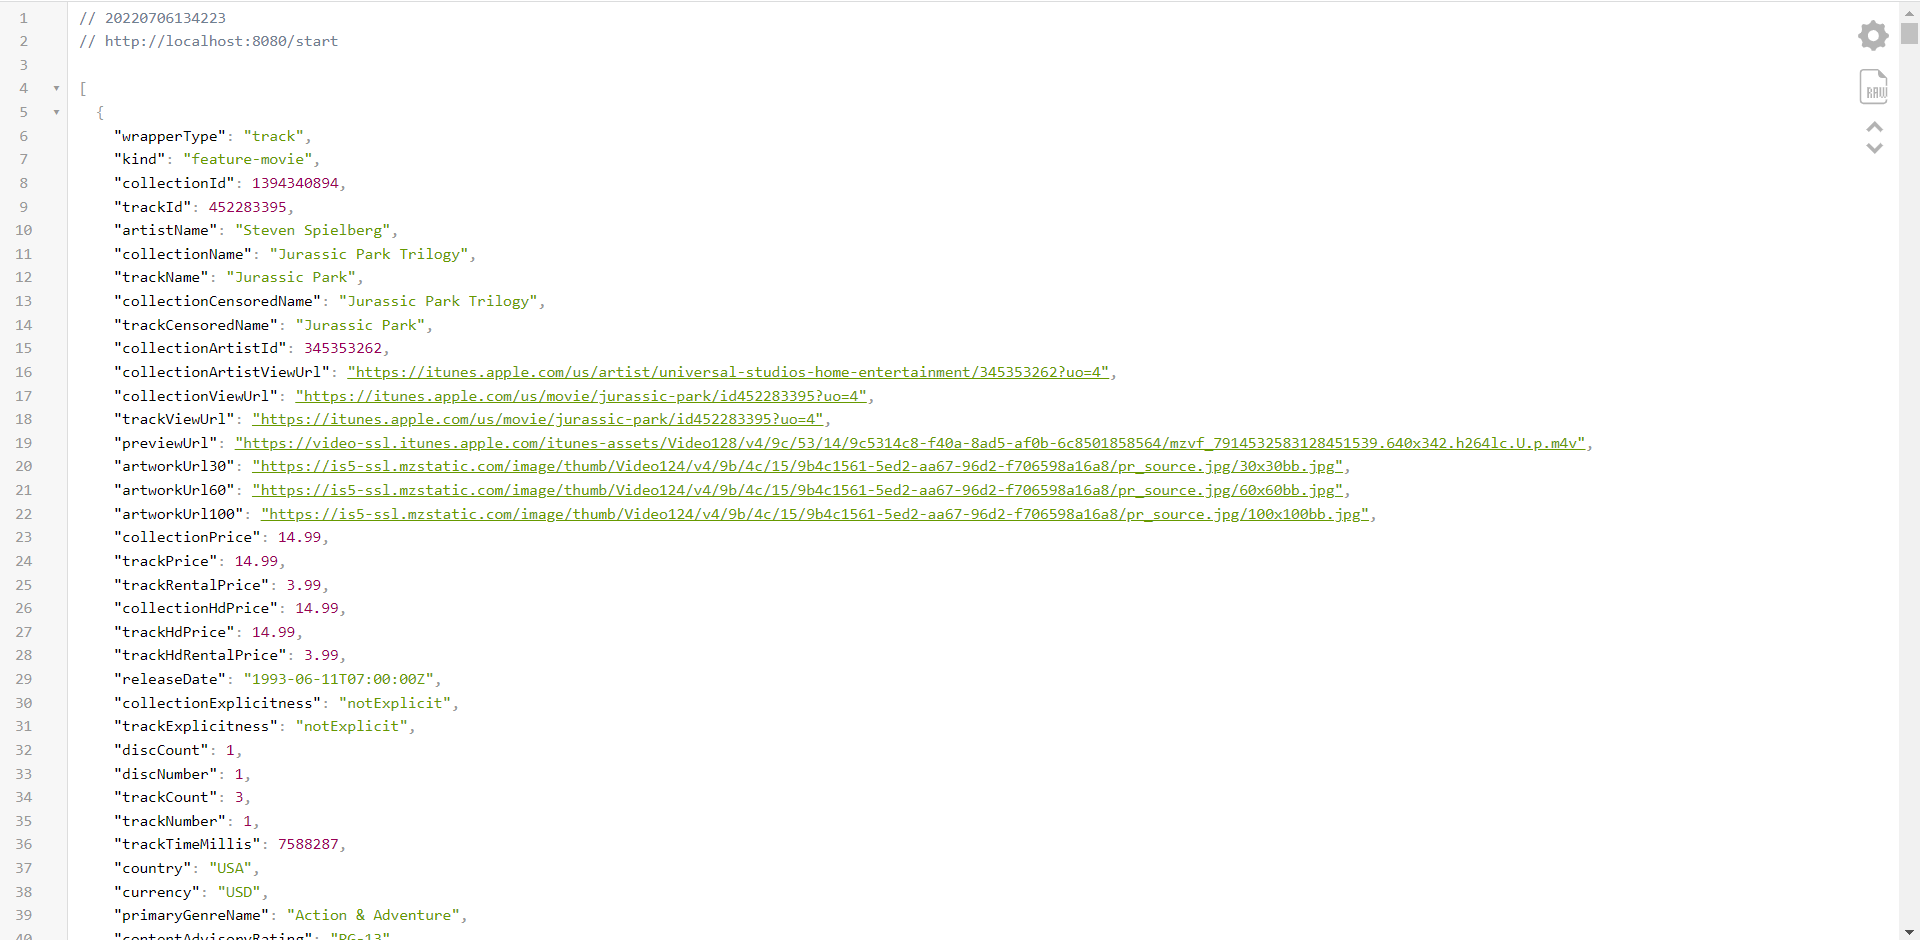 1 // 20220706134223
2 // http://localhost:8080/start
3
4 [
5 {
6 "wrapperType": "track",
7 "kind": "feature-movie",
8 "collectionId": 1394340894,
9 "trackId": 452283395,
10 "artistName": "Steven Spielberg",
11 "collectionName": "Jurassic Park Trilogy",
12 "trackName": "Jurassic Park",
13 "collectionCensoredName": "Jurassic Park Trilogy",
14 "trackCensoredName": "Jurassic Park",
15 "collectionArtistId": 345353262,
16 "collectionArtistViewUrl": "https://itunes.apple.com/us/artist/universal-studios-home-entertainment/345353262?uo=4",
17 "collectionViewUrl": "https://itunes.apple.com/us/movie/jurassic-park/id452283395?uo=4",
18 "trackViewUrl": "https://itunes.apple.com/us/movie/jurassic-park/id452283395?uo=4",
19 "previewUrl": "https://video-ssl.itunes.apple.com/itunes-assets/Video128/v4/9c/53/14/9c5314c8-f40a-8ad5-af0b-6c8501858564/mzvf_7914532583128451539.640x342.h264lc.U.p.m4v",
20 "artworkUrl30": "https://is5-ssl.mzstatic.com/image/thumb/Video124/v4/9b/4c/15/9b4c1561-5ed2-aa67-96d2-f706598a16a8/pr_source.jpg/30x30bb.jpg",
21 "artworkUrl60": "https://is5-ssl.mzstatic.com/image/thumb/Video124/v4/9b/4c/15/9b4c1561-5ed2-aa67-96d2-f706598a16a8/pr_source.jpg/60x60bb.jpg",
22 "artworkUrl100": "https://is5-ssl.mzstatic.com/image/thumb/Video124/v4/9b/4c/15/9b4c1561-5ed2-aa67-96d2-f706598a16a8/pr_source.jpg/100x100bb.jpg",
23 "collectionPrice": 14.99,
24 "trackPrice": 14.99,
25 "trackRentalPrice": 3.99,
26 "collectionHdPrice": 14.99,
27 "trackHdPrice": 14.99,
28 "trackHdRentalPrice": 3.99,
29 "releaseDate": "1993-06-11T07:00:00Z",
30 "collectionExplicitness": "notExplicit",
31 "trackExplicitness": "notExplicit",
32 "discCount": 1,
33 "discNumber": 1,
34 "trackCount": 3,
35 "trackNumber": 1,
36 "trackTimeMillis": 7588287,
37 "country": "USA",
38 "currency": "USD",
39 "primaryGenreName": "Action & Adventure",
40 "contentAdvisoryRating": "PG-13"
RAW